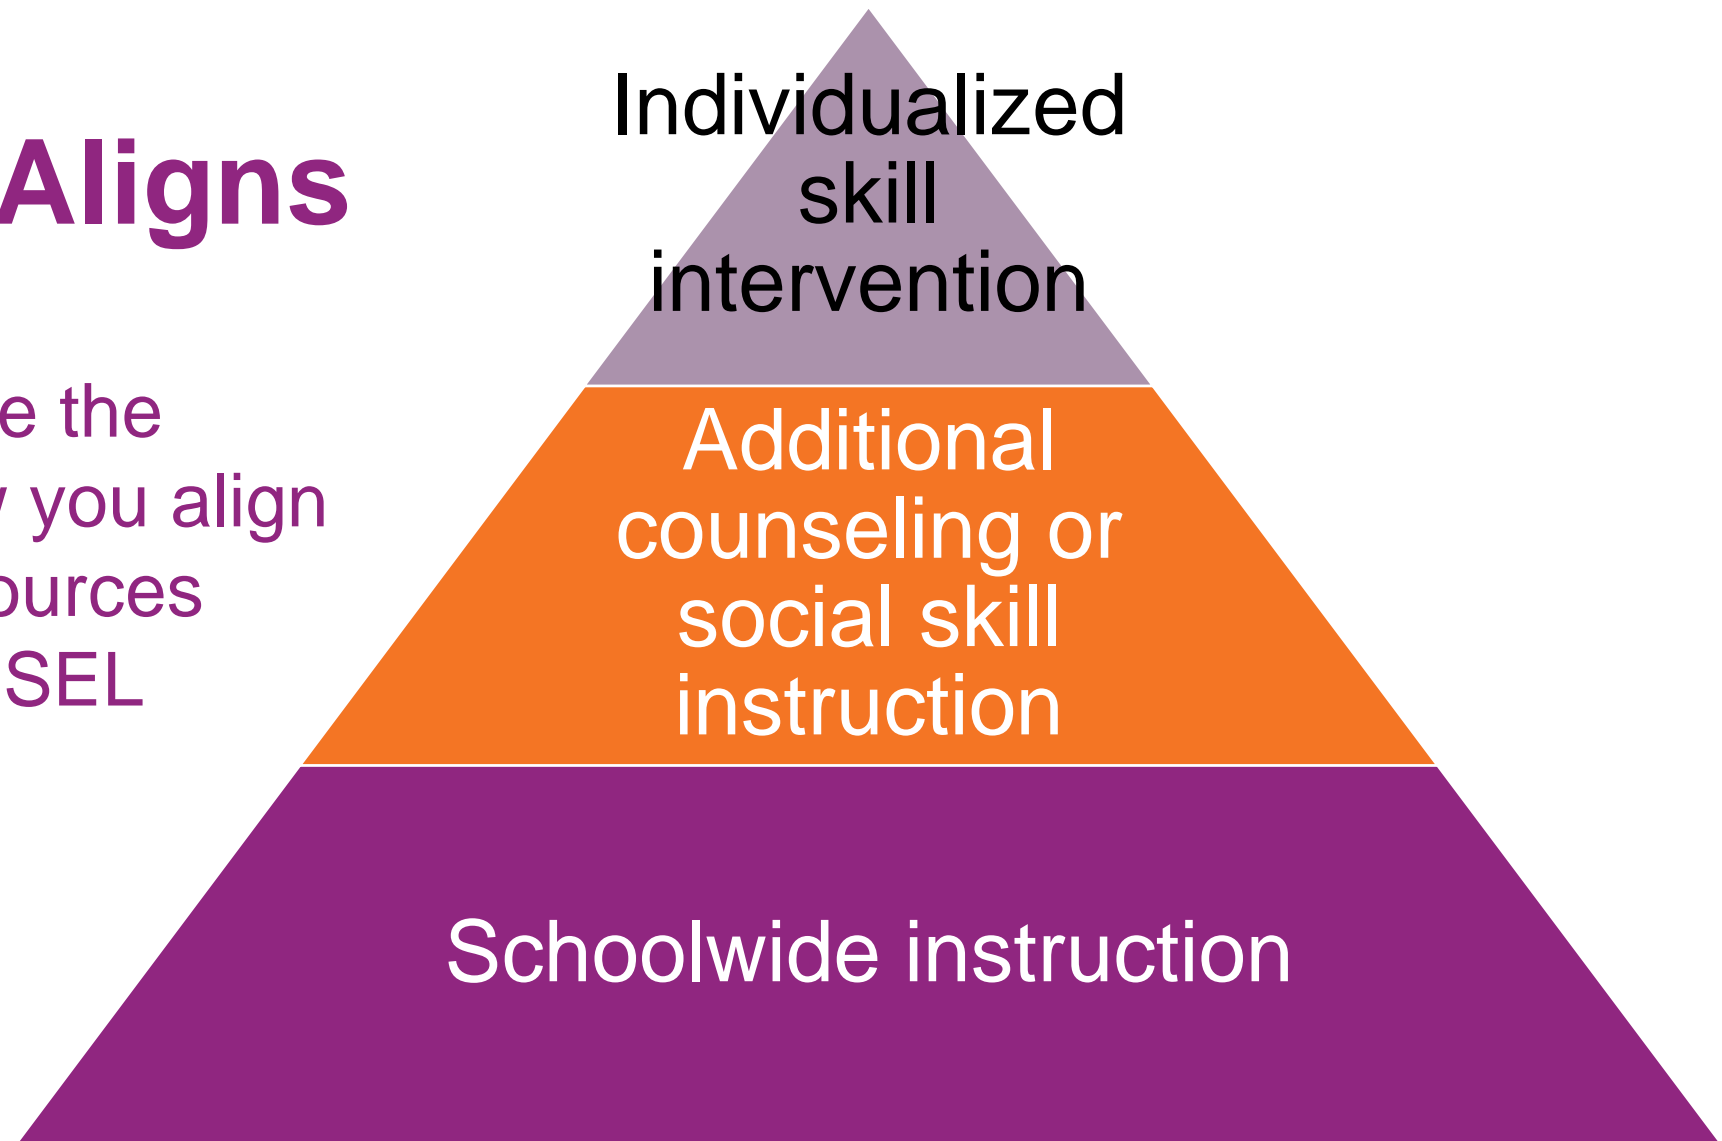 Aligns
e the
you align
ources
SEL
Individualized
skill
intervention
Additional
counseling or
social skill
instruction
Schoolwide instruction